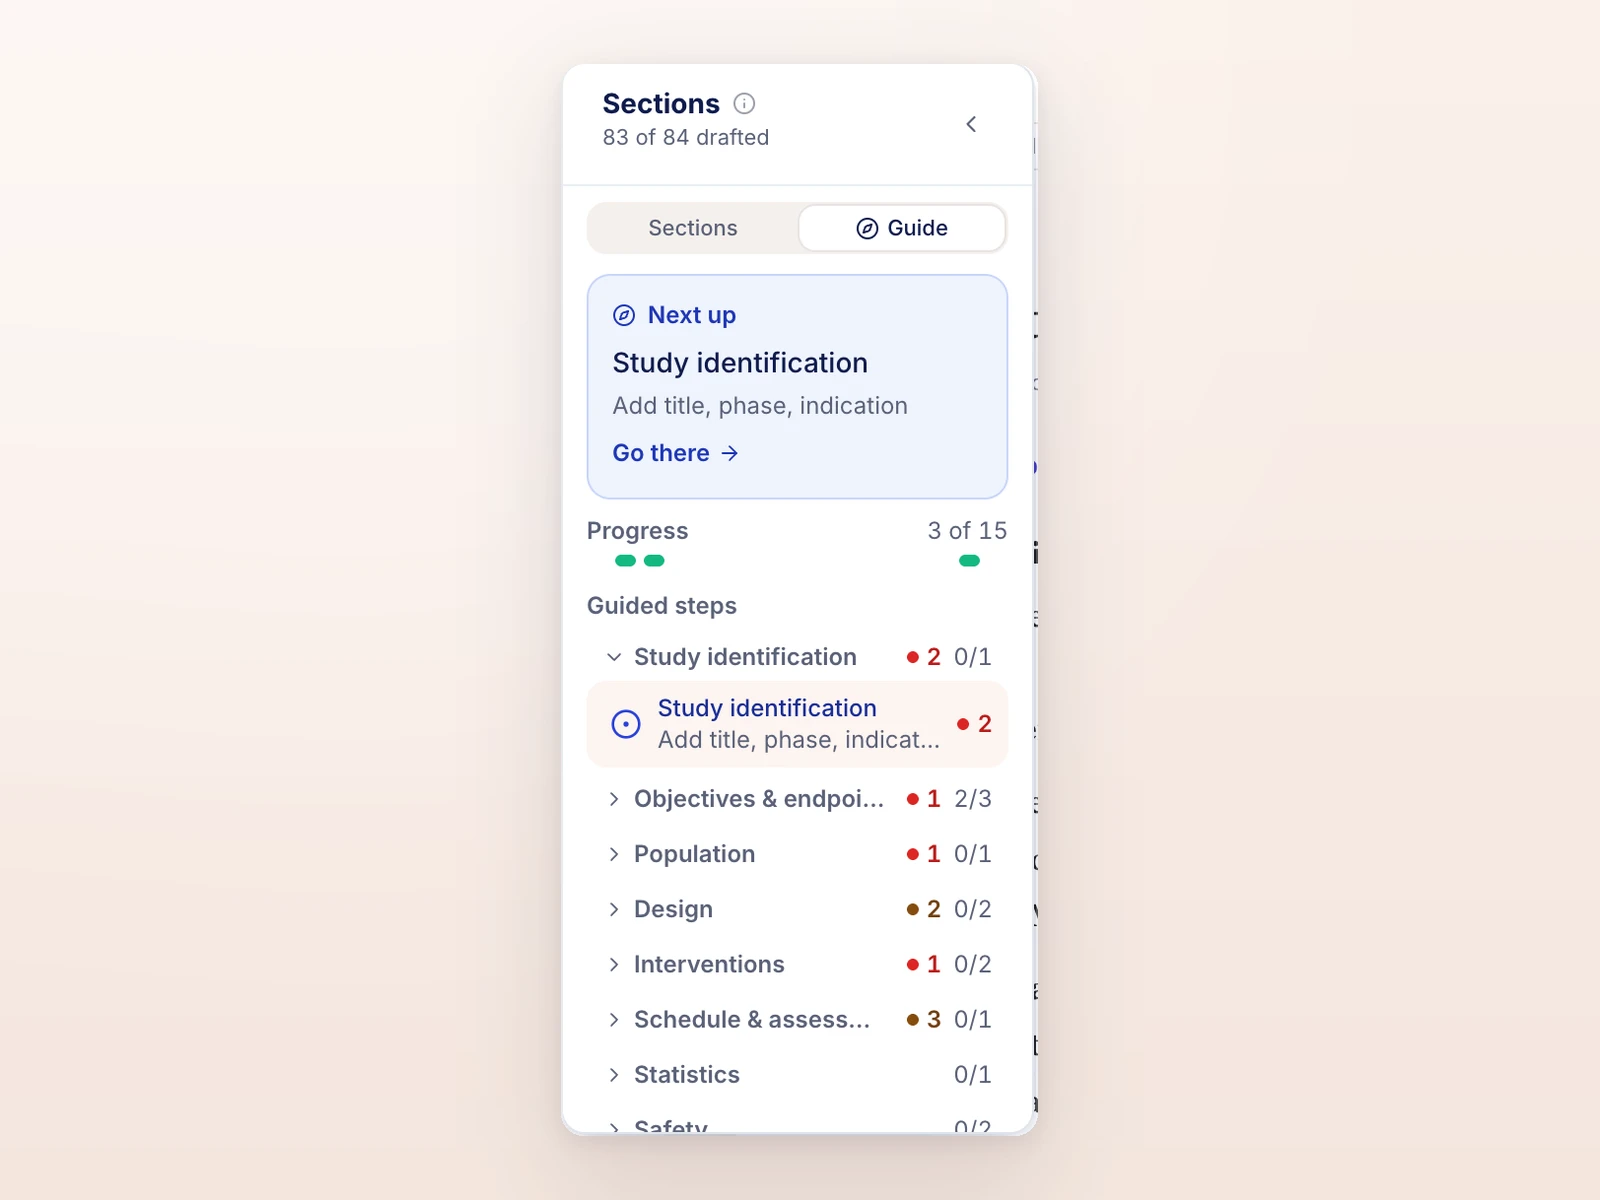 Sections
83 of 84 drafted
Sections Guide
Next up
Study identification
Add title, phase, indication
Go there →
Progress 3 of 15
Guided steps
Study identification 2 0/1
Study identification
Add title, phase, indicat... 2
Objectives & endpoi... 1 2/3
Population 1 0/1
Design 2 0/2
Interventions 1 0/2
Schedule & assess... 3 0/1
Statistics 0/1
Safety 0/2